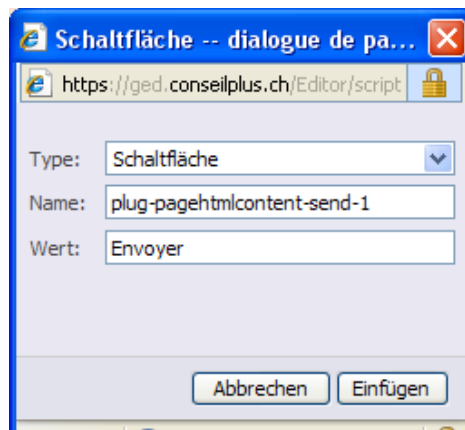 Schaltfläche -- dialogue de pa...
https://ged.conseilplus.ch/Editor/script
Type: Schaltfläche
Name: plug-pagehtmlcontent-send-1
Wert: Envoyer
Abbrechen Einfügen